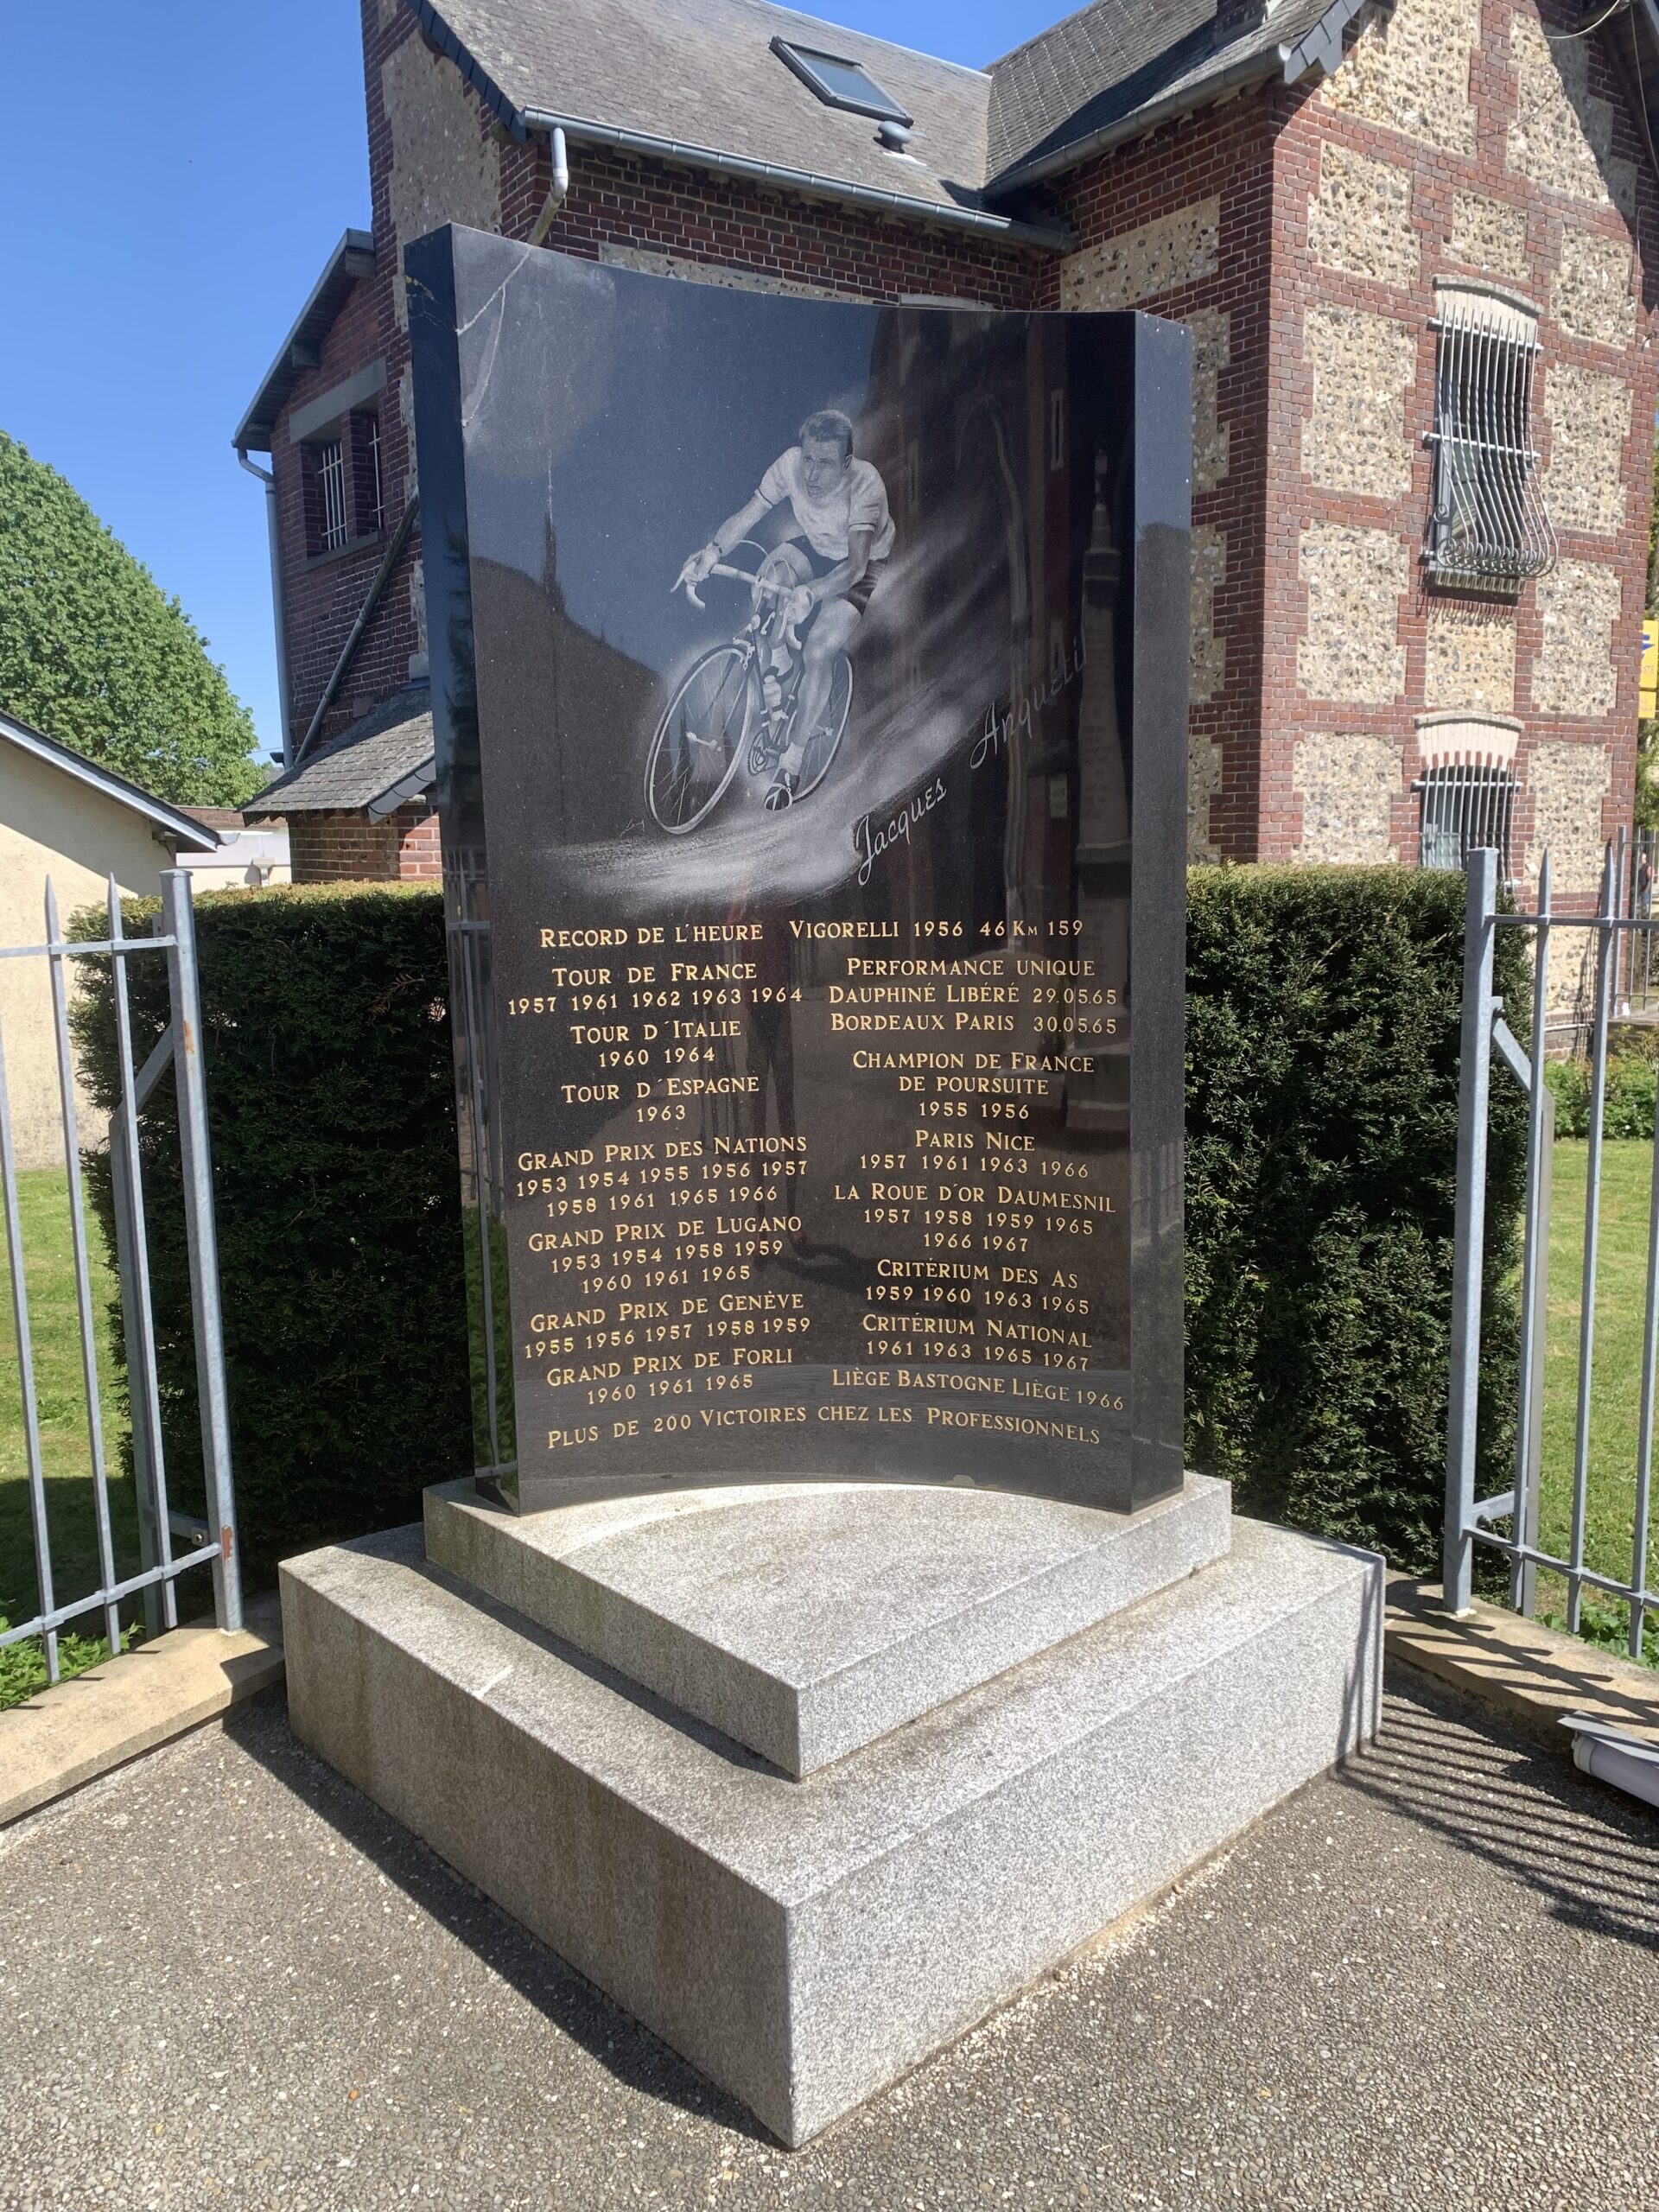 Jacques Anquetil
RECORD DE L'HEURE VIGORELLI 1956 46 KM 159
TOUR DE FRANCE
1957 1961 1962 1963 1964
TOUR D'ITALIE
1960 1964
TOUR D'ESPAGNE
1963
GRAND PRIX DES NATIONS
1953 1954 1955 1956 1957
1958 1961 1965 1966
GRAND PRIX DE LUGANO
1953 1954 1958 1959
1960 1961 1965
GRAND PRIX DE GENÈVE
1955 1956 1957 1958 1959
GRAND PRIX DE FORLI
1960 1961 1965
PERFORMANCE UNIQUE
DAUPHINÉ LIBÉRÉ 29.05.65
BORDEAUX PARIS 30.05.65
CHAMPION DE FRANCE
DE POURSUITE
1955 1956
PARIS NICE
1957 1961 1963 1966
LA ROUE D'OR DAUMESNIL
1957 1958 1959 1965
1966 1967
CRITÉRIUM DES AS
1959 1960 1963 1965
CRITÉRIUM NATIONAL
1961 1963 1965 1967
LIÈGE BASTOGNE LIÈGE 1966
PLUS DE 200 VICTOIRES CHEZ LES PROFESSIONNELS